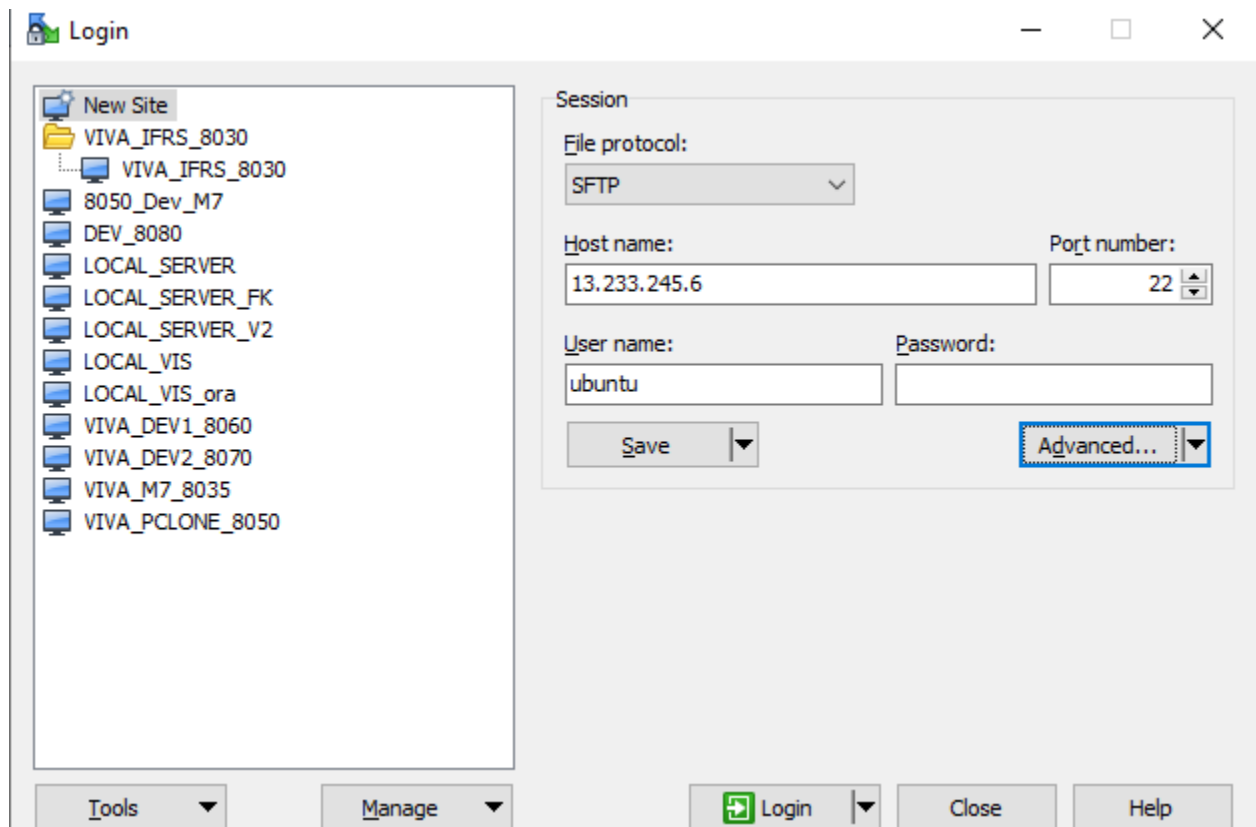 Login
New Site
VIVA_IFRS_8030
VIVA_IFRS_8030
8050_Dev_M7
DEV_8080
LOCAL_SERVER
LOCAL_SERVER_FK
LOCAL_SERVER_V2
LOCAL_VIS
LOCAL_VIS_ora
VIVA_DEV1_8060
VIVA_DEV2_8070
VIVA_M7_8035
VIVA_PCLONE_8050
Session
File protocol:
SFTP
Host name: Port number:
13.233.245.6 22
User name: Password:
ubuntu
Save Advanced...
Tools Manage Login Close Help